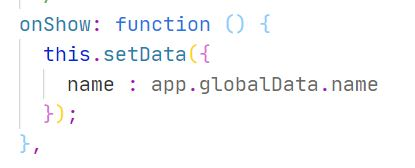 onShow: function () {
this.setData({
name : app.globalData.name
});
},